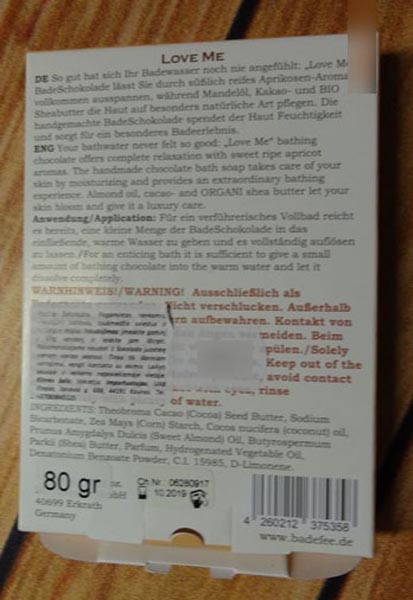 LOVE ME
DE So gut hat sich Ihr Badewasser noch nie angefühlt: „Love Me
BadeSchokolade lässt Sie durch süßlich reifes Aprikosen-Aroma
vollkommen ausspannen, während Mandelöl, Kakao- und BIO
Sheabutter die Haut auf besonders natürliche Art pflegen. Die
handgemachte BadeSchokolade spendet der Haut Feuchtigkeit
und sorgt für ein besonderes Badeerlebnis.
ENG Your bathwater never felt so good: „Love Me“ bathing
chocolate offers complete relaxation with sweet ripe apricot
aromas. The handmade chocolate bath soap takes care of your
skin by moisturizing and provides an extraordinary bathing
experience. Almond oil, cacao- and ORGANI shea butter let your
skin bloom and give it a luxury care.
Anwendung/Application: Für ein verführerisches Vollbad reicht
es bereits, eine kleine Menge der BadeSchokolade in das
einfließende, warme Wasser zu geben und es vollständig auflösen
zu lassen./For an enticing bath it is sufficient to give a small
amount of bathing chocolate into the warm water and let it
dissolve completely.
WARNHINWEIS!/WARNING! Ausschließlich als
Nicht verschlucken. Außerhalb
ern aufbewahren. Kontakt von
meiden. Beim
pülen./Solely
Keep out of the
, avoid contact
rinse
of water.
INGREDIENTS: Theobroma Cacao (Cocoa) Seed Butter, Sodium
Bicarbonate, Zea Mays (Corn) Starch, Cocos nucifera (coconut) oil,
Prunus Amygdalus Dulcis (Sweet Almond) Oil, Butyrospermum
Parkii (Shea) Butter, Parfum, Hydrogenated Vegetable Oil,
Denatonium Benzoate Powder, C.I. 15985, D-Limonene.
80 gr
Ch Nr.: 06280917
10.2019
bH
40699 Erkrath
Germany
4 260212 375358
www.badefee.de